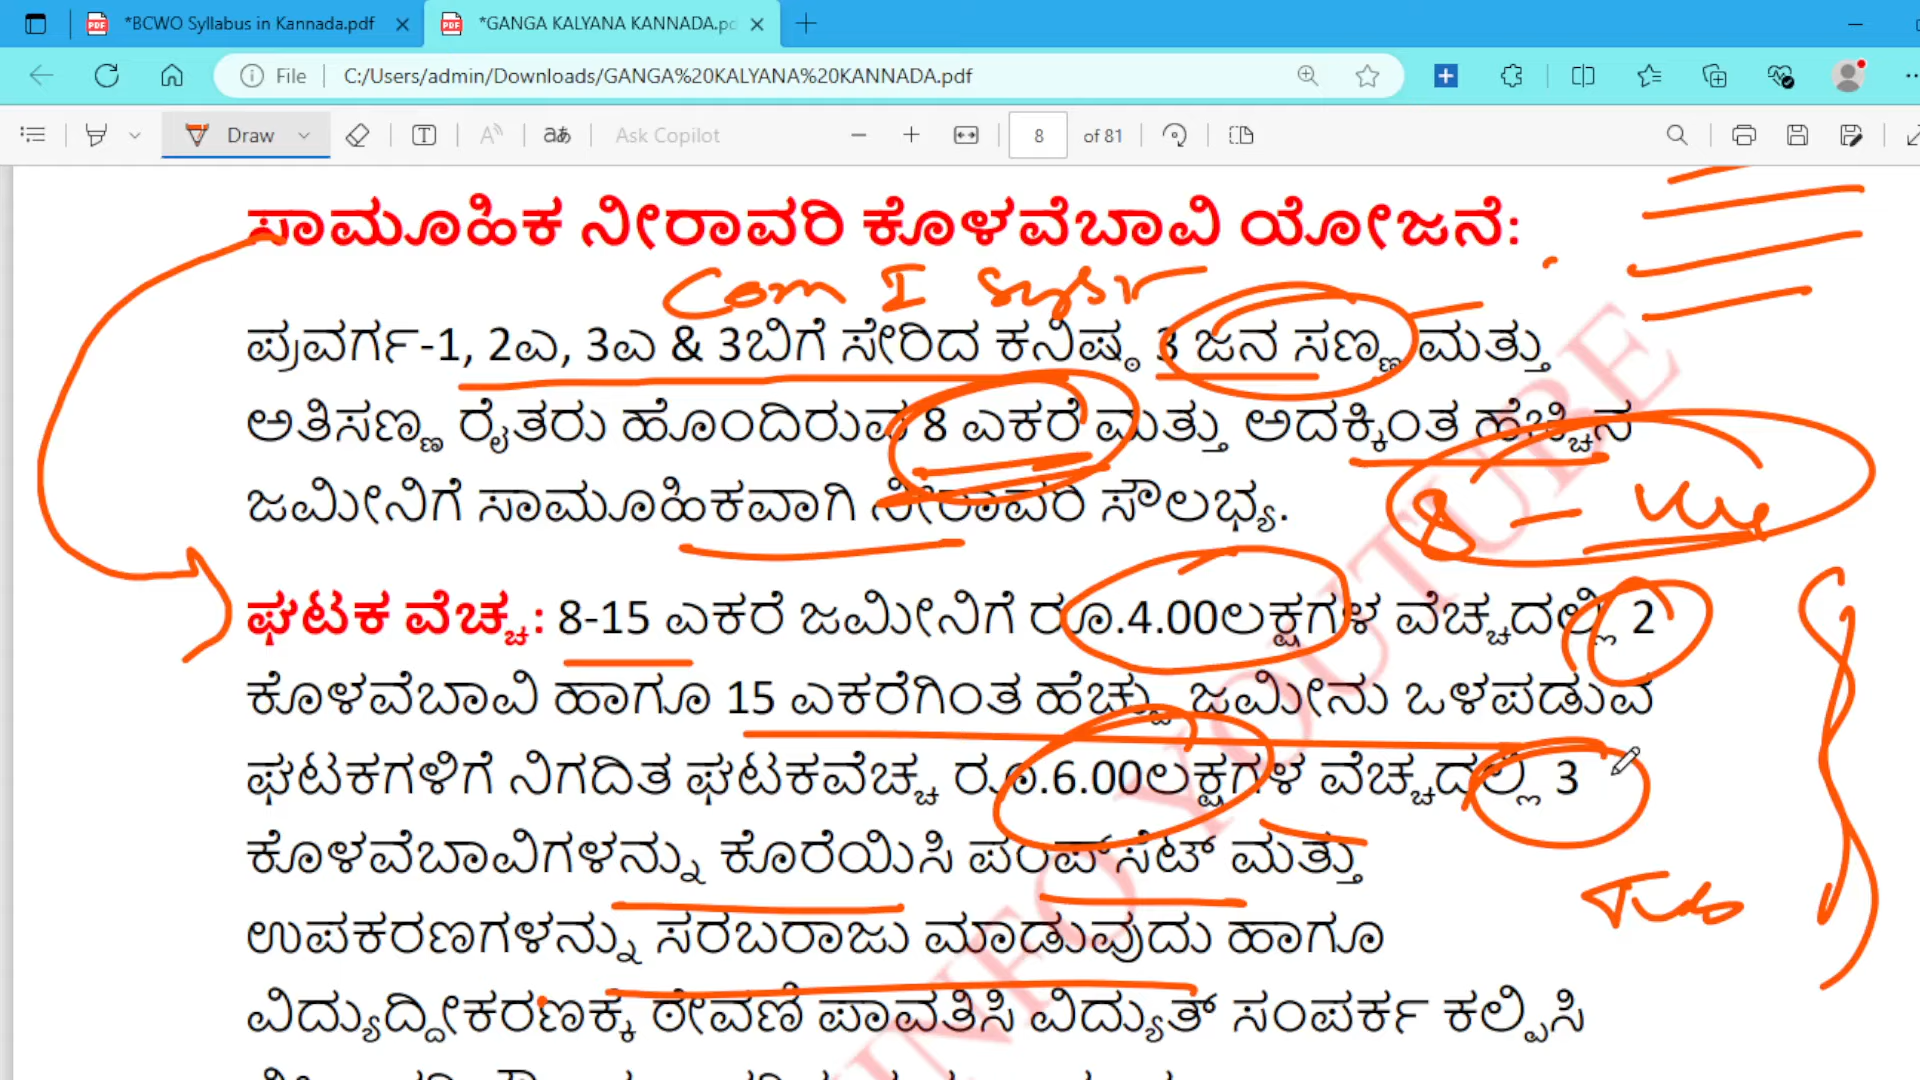 *BCWO Syllabus in Kannada.pdf
*GANGA KALYANA KANNADA.pd
File
C:/Users/admin/Downloads/GANGA%20KALYANA%20KANNADA.pdf
Draw
Ask Copilot
8 of 81
ಸಾಮೂಹಿಕ ನೀರಾವರಿ ಕೊಳವೆಬಾವಿ ಯೋಜನೆ:
Com I
ಪ್ರವರ್ಗ-1, 2ಎ, 3ಎ & 3ಬಿಗೆ ಸೇರಿದ ಕನಿಷ್ಠ 3 ಜನ ಸಣ್ಣ ಮತ್ತು
ಅತಿಸಣ್ಣ ರೈತರು ಹೊಂದಿರುವ 8 ಎಕರೆ ಮತ್ತು ಅದಕ್ಕಿಂತ ಹೆಚ್ಚಿನ
ಜಮೀನಿಗೆ ಸಾಮೂಹಿಕವಾಗಿ ನೀರಾವರಿ ಸೌಲಭ್ಯ.
8 –
ಘಟಕ ವೆಚ್ಚ: 8-15 ಎಕರೆ ಜಮೀನಿಗೆ ರೂ.4.00ಲಕ್ಷಗಳ ವೆಚ್ಚದಲ್ಲಿ 2
ಕೊಳವೆಬಾವಿ ಹಾಗೂ 15 ಎಕರೆಗಿಂತ ಹೆಚ್ಚು ಜಮೀನು ಒಳಪಡುವ
ಘಟಕಗಳಿಗೆ ನಿಗದಿತ ಘಟಕವೆಚ್ಚ ರೂ.6.00ಲಕ್ಷಗಳ ವೆಚ್ಚದಲ್ಲಿ 3
ಕೊಳವೆಬಾವಿಗಳನ್ನು ಕೊರೆಯಿಸಿ ಪಂಪ್‌ಸೆಟ್ ಮತ್ತು
ಉಪಕರಣಗಳನ್ನು ಸರಬರಾಜು ಮಾಡುವುದು ಹಾಗೂ
ವಿದ್ಯುದ್ದೀಕರಣಕ್ಕೆ ಠೇವಣಿ ಪಾವತಿಸಿ ವಿದ್ಯುತ್ ಸಂಪರ್ಕ ಕಲ್ಪಿಸಿ
INFO YOUTUBE